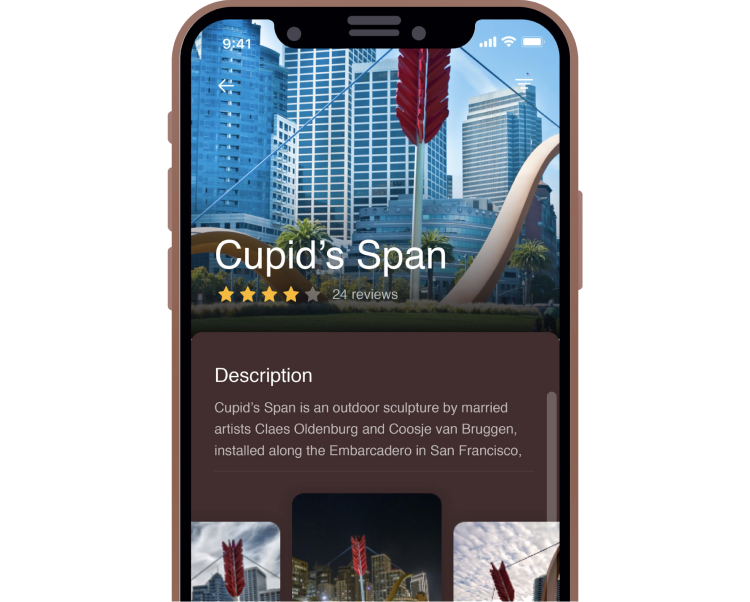 9:41
Cupid's Span
24 reviews
Description
Cupid's Span is an outdoor sculpture by married
artists Claes Oldenburg and Coosje van Bruggen,
installed along the Embarcadero in San Francisco,